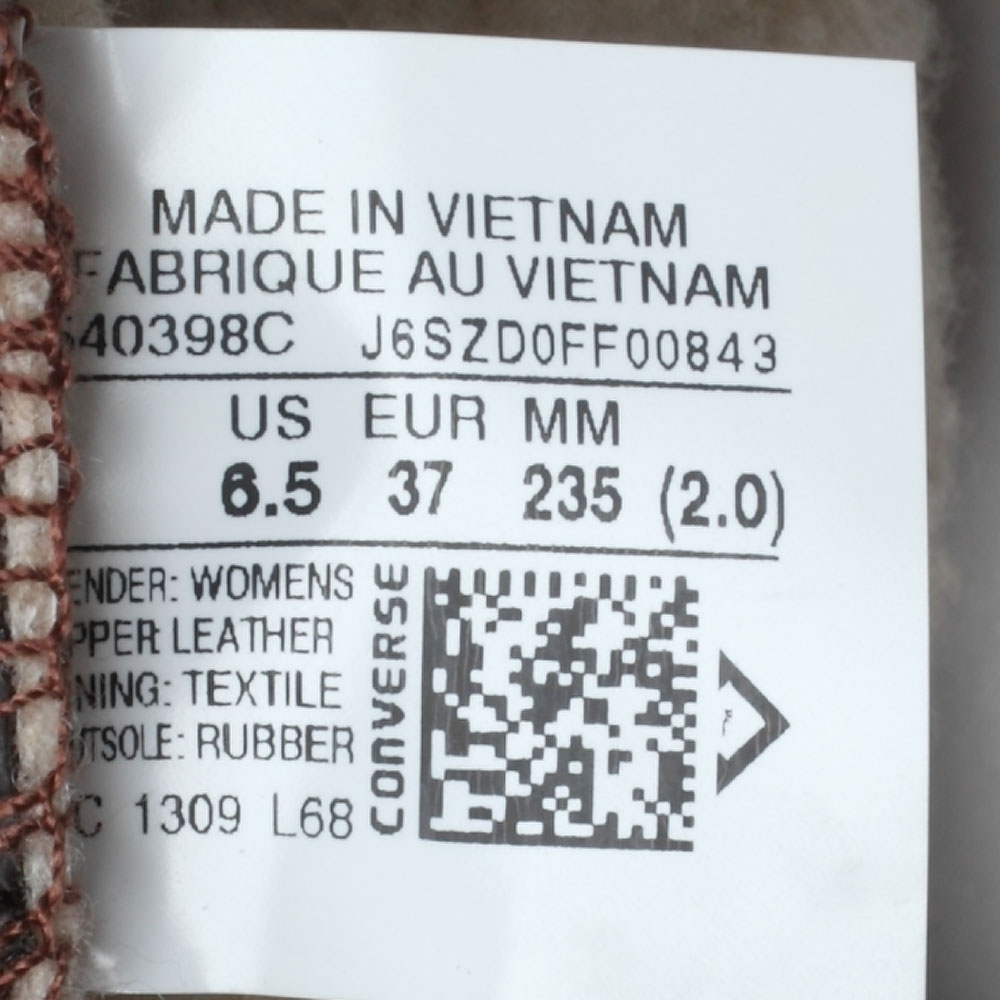 MADE IN VIETNAM
FABRIQUE AU VIETNAM
540398C J6SZD0FF00843
US EUR MM
6.5 37 235 (2.0)
ENDER: WOMENS
PPER: LEATHER
NING: TEXTILE
UTSOLE: RUBBER
C 1309 L68
CONVERSE